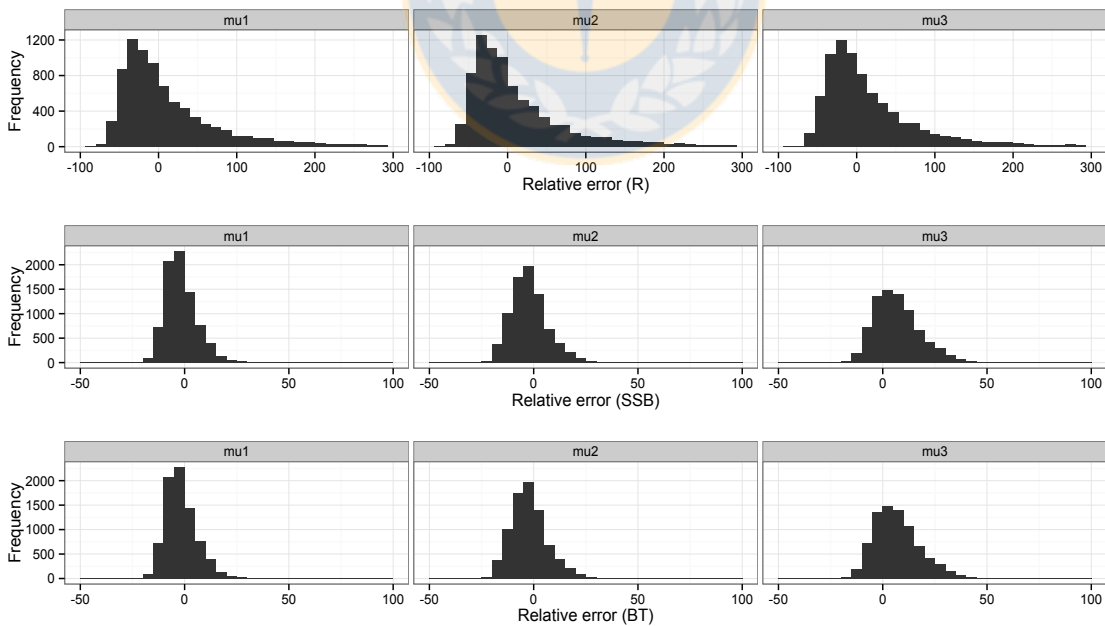 mu1 mu2 mu3
1200
800
400
0
Frequency
-100 0 100 200 300 -100 0 100 200 300 -100 0 100 200 300
Relative error (R)
mu1 mu2 mu3
2000
1500
1000
500
0
Frequency
-50 0 50 100 -50 0 50 100 -50 0 50 100
Relative error (SSB)
mu1 mu2 mu3
2000
1500
1000
500
0
Frequency
-50 0 50 100 -50 0 50 100 -50 0 50 100
Relative error (BT)